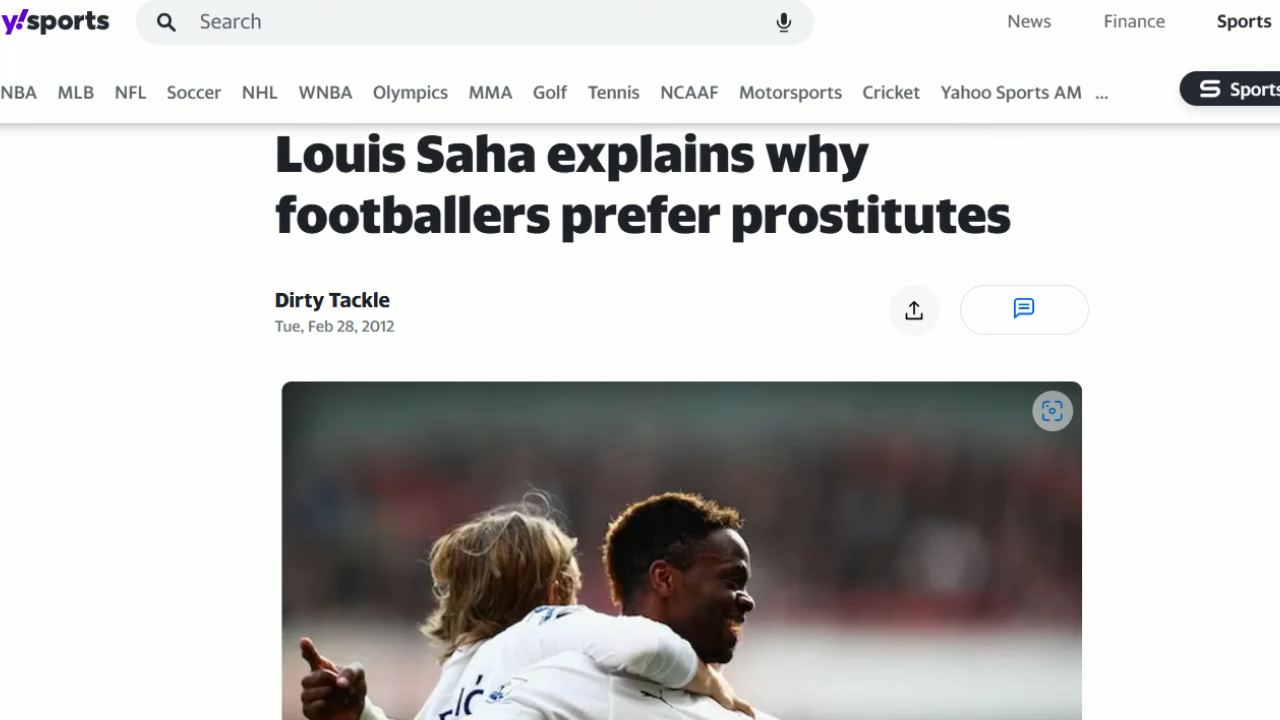 y!sports Search News Finance Sports
NBA MLB NFL Soccer NHL WNBA Olympics MMA Golf Tennis NCAAF Motorsports Cricket Yahoo Sports AM ... Sports
Louis Saha explains why
footballers prefer prostitutes
Dirty Tackle
Tue, Feb 28, 2012